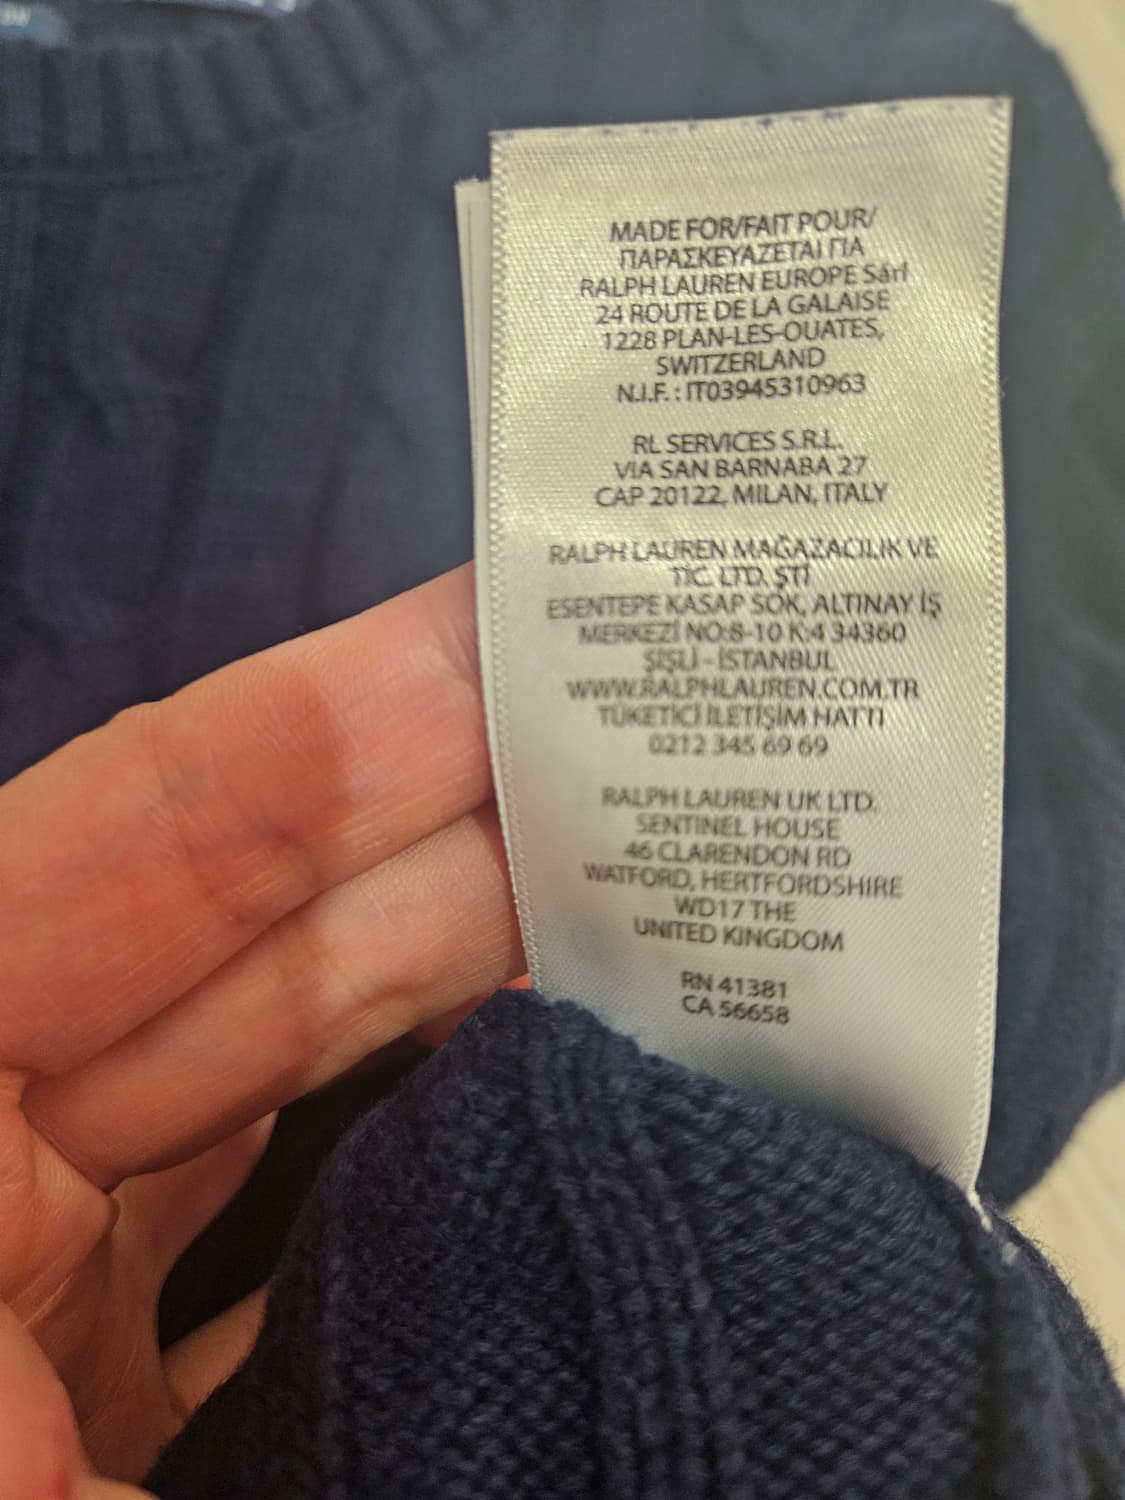 MADE FOR/FAIT POUR/
ΠΑΡΑΣΚΕΥΑΖΕΤΑΙ ΓΙΑ
RALPH LAUREN EUROPE Sárl
24 ROUTE DE LA GALAISE
1228 PLAN-LES-OUATES,
SWITZERLAND
N.I.F. : IT03945310963
RL SERVICES S.R.L.
VIA SAN BARNABA 27
CAP 20122, MILAN, ITALY
RALPH LAUREN MAĞAZACILIK VE
TİC. LTD. ŞTİ
ESENTEPE KASAP SOK, ALTINAY İŞ
MERKEZİ NO:8-10 K:4 34360
ŞİŞLİ - İSTANBUL
WWW.RALPHLAUREN.COM.TR
TÜKETİCİ İLETİŞİM HATTI
0212 345 69 69
RALPH LAUREN UK LTD.
SENTINEL HOUSE
46 CLARENDON RD
WATFORD, HERTFORDSHIRE
WD17 THE
UNITED KINGDOM
RN 41381
CA 56658